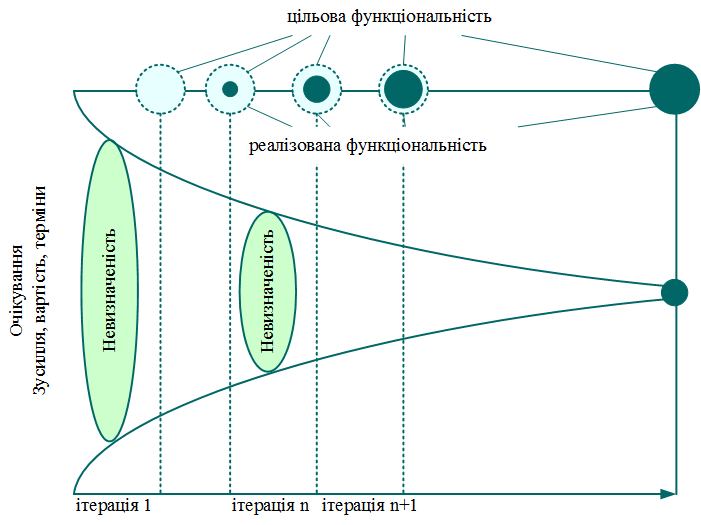 цільова функціональність
реалізована функціональність
Очікування
Зусилля, вартість, терміни
Невизначеність
Невизначеність
ітерація 1
ітерація n
ітерація n+1